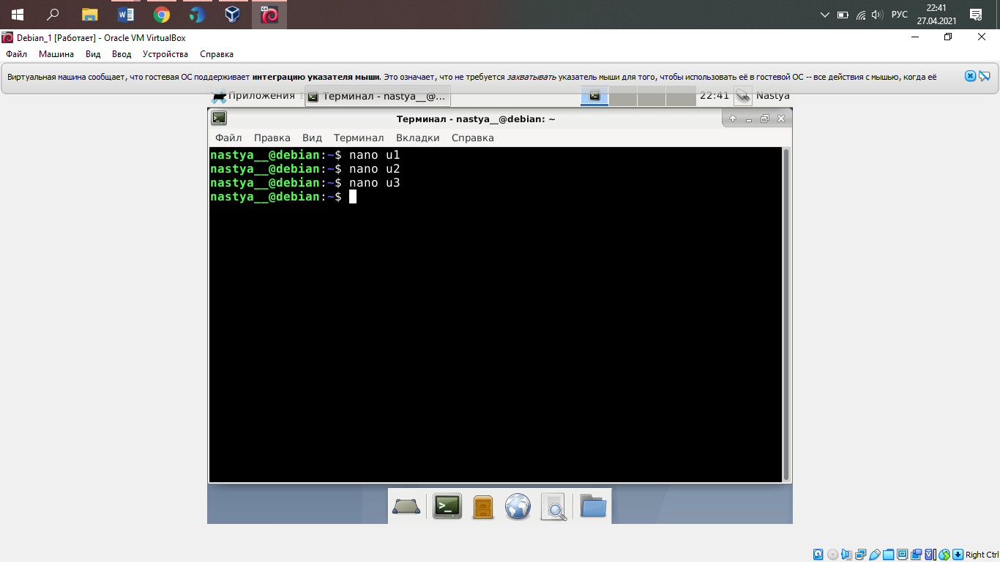 22:41
РУС
27.04.2021
Debian_1 [Работает] - Oracle VM VirtualBox
Файл Машина Вид Ввод Устройства Справка
Виртуальная машина сообщает, что гостевая ОС поддерживает интеграцию указателя мыши. Это означает, что не требуется захватывать указатель мыши для того, чтобы использовать её в гостевой ОС -- все действия с мышью, когда её
Приложения Терминал - nastya__@... 22:41 Nastya
Терминал - nastya__@debian: ~
Файл Правка Вид Терминал Вкладки Справка
nastya__@debian:~$ nano u1
nastya__@debian:~$ nano u2
nastya__@debian:~$ nano u3
nastya__@debian:~$
Right Ctrl